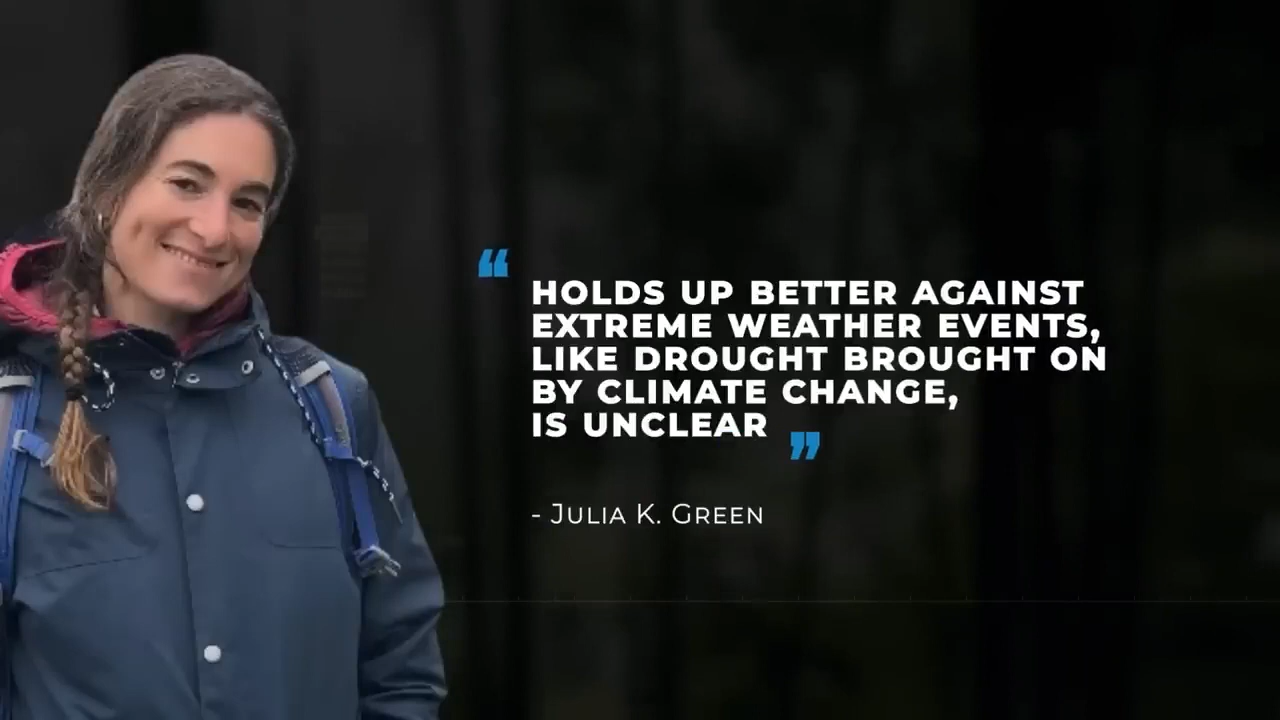 “ HOLDS UP BETTER AGAINST
EXTREME WEATHER EVENTS,
LIKE DROUGHT BROUGHT ON
BY CLIMATE CHANGE,
IS UNCLEAR ”
- JULIA K. GREEN